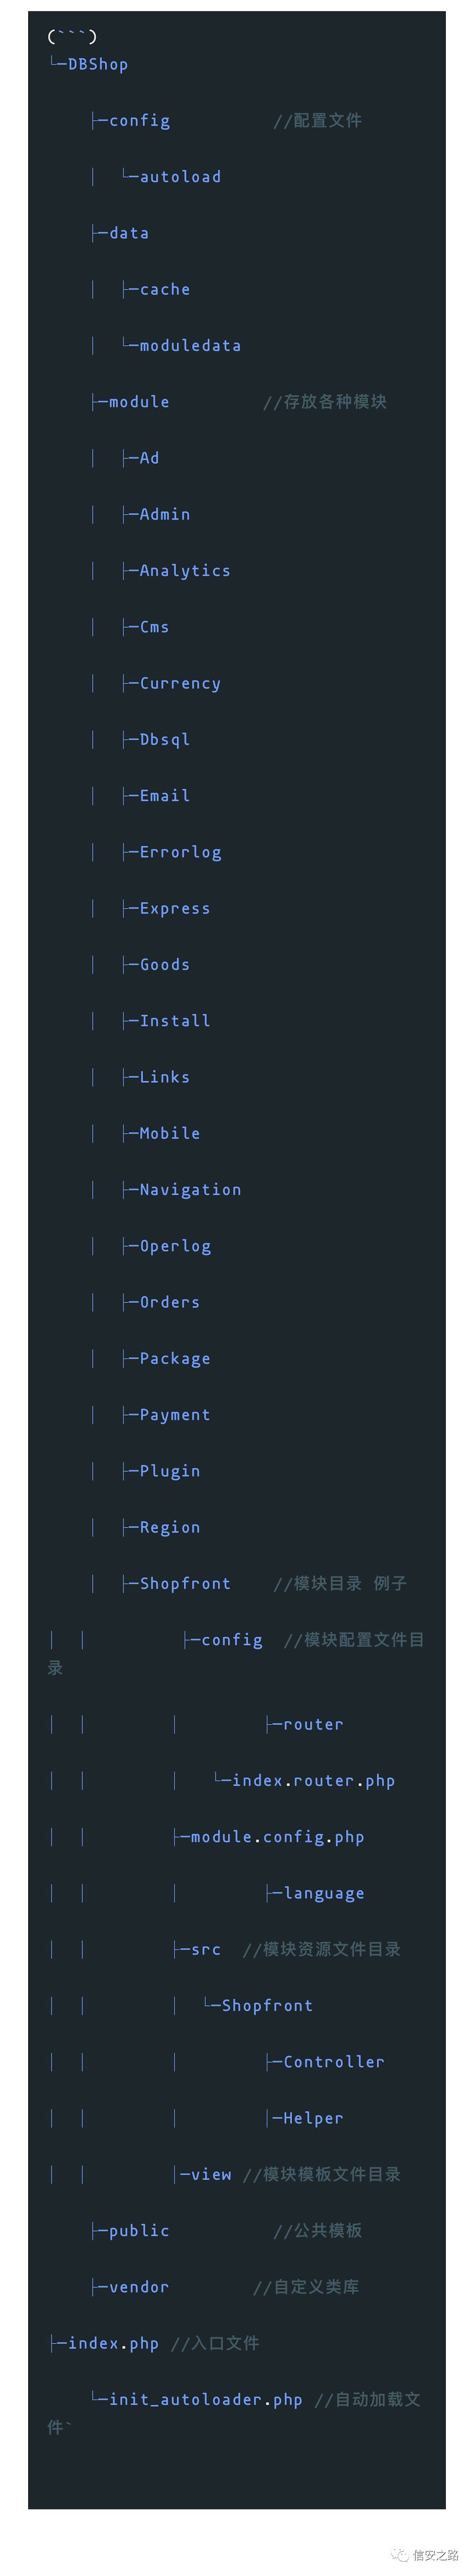 (```)
└─DBShop
├─config //配置文件
│ └─autoload
├─data
│ ├─cache
│ └─moduledata
├─module //存放各种模块
│ ├─Ad
│ ├─Admin
│ ├─Analytics
│ ├─Cms
│ ├─Currency
│ ├─Dbsql
│ ├─Email
│ ├─Errorlog
│ ├─Express
│ ├─Goods
│ ├─Install
│ ├─Links
│ ├─Mobile
│ ├─Navigation
│ ├─Operlog
│ ├─Orders
│ ├─Package
│ ├─Payment
│ ├─Plugin
│ ├─Region
│ ├─Shopfront //模块目录 例子
│ │ ├─config //模块配置文件目
录
│ │ │ ├─router
│ │ │ └─index.router.php
│ │ ├─module.config.php
│ │ │ ├─language
│ │ ├─src //模块资源文件目录
│ │ │ └─Shopfront
│ │ │ ├─Controller
│ │ │ │─Helper
│ │ │─view //模块模板文件目录
├─public //公共模板
├─vendor //自定义类库
├─index.php //入口文件
└─init_autoloader.php //自动加载文
件`
信安之路